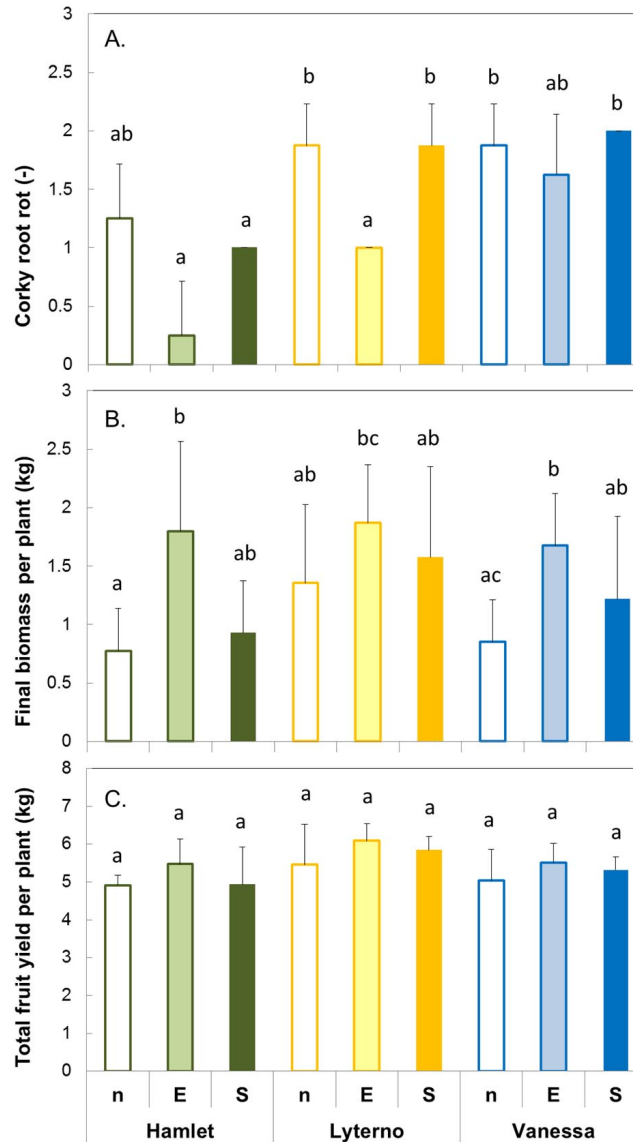 A.
Corky root rot (-)
3
2.5
2
1.5
1
0.5
0
ab
a
a
b
a
b
b
ab
b
B.
Final biomass per plant (kg)
3
2.5
2
1.5
1
0.5
0
a
b
ab
ab
bc
ab
ac
b
ab
C.
Total fruit yield per plant (kg)
8
7
6
5
4
3
2
1
0
a
a
a
a
a
a
a
a
a
n E S n E S n E S
Hamlet Lyterno Vanessa